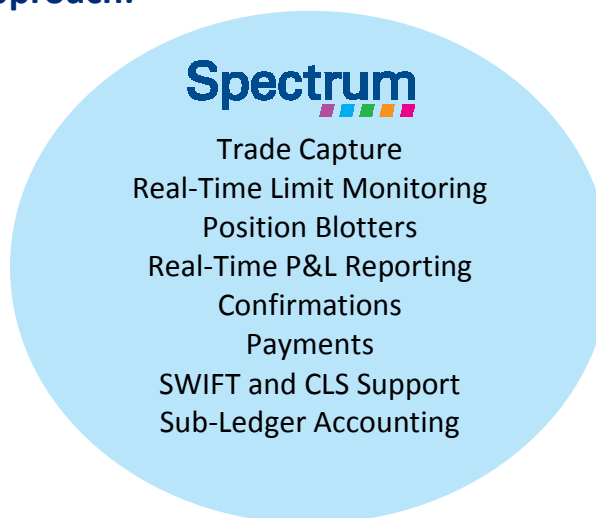 pproach.
Spectrum
Trade Capture
Real-Time Limit Monitoring
Position Blotters
Real-Time P&L Reporting
Confirmations
Payments
SWIFT and CLS Support
Sub-Ledger Accounting